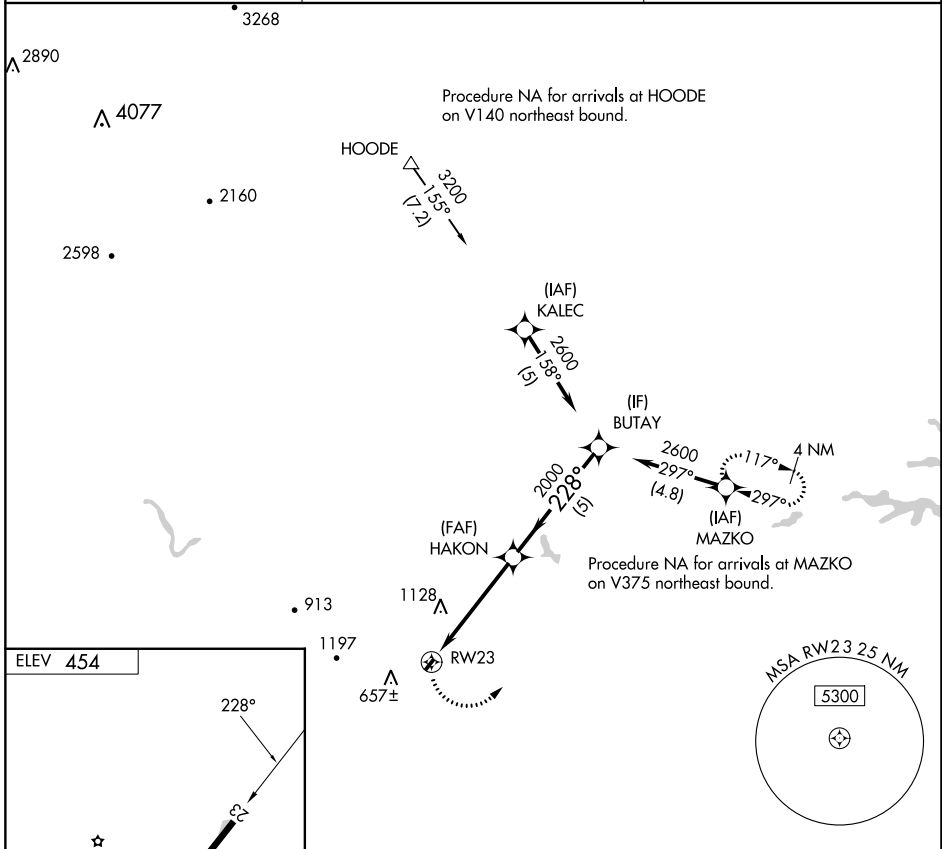 3268
2890
4077
Procedure NA for arrivals at HOODE
on V140 northeast bound.
HOODE
3200
155°
(7.2)
2160
2598
(IAF)
KALEC
2600
158°
(5)
(IF)
BUTAY
2600
297°
(4.8)
117°
4 NM
297°
(IAF)
MAZKO
2000
228°
(5)
(FAF)
HAKON
Procedure NA for arrivals at MAZKO
on V375 northeast bound.
1128
913
1197
RW23
657±
MSA RW23 25 NM
5300
ELEV 454
228°
23